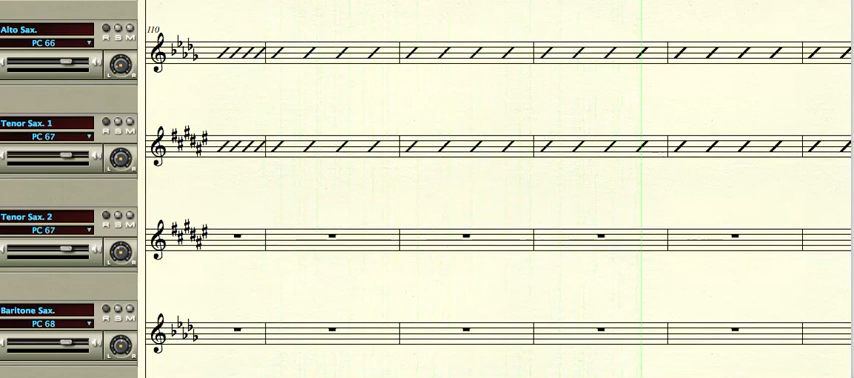 110
Alto Sax.
PC 66
R S M
L R
Tenor Sax. 1
PC 67
R S M
L R
Tenor Sax. 2
PC 67
R S M
L R
Baritone Sax.
PC 68
R S M
L R